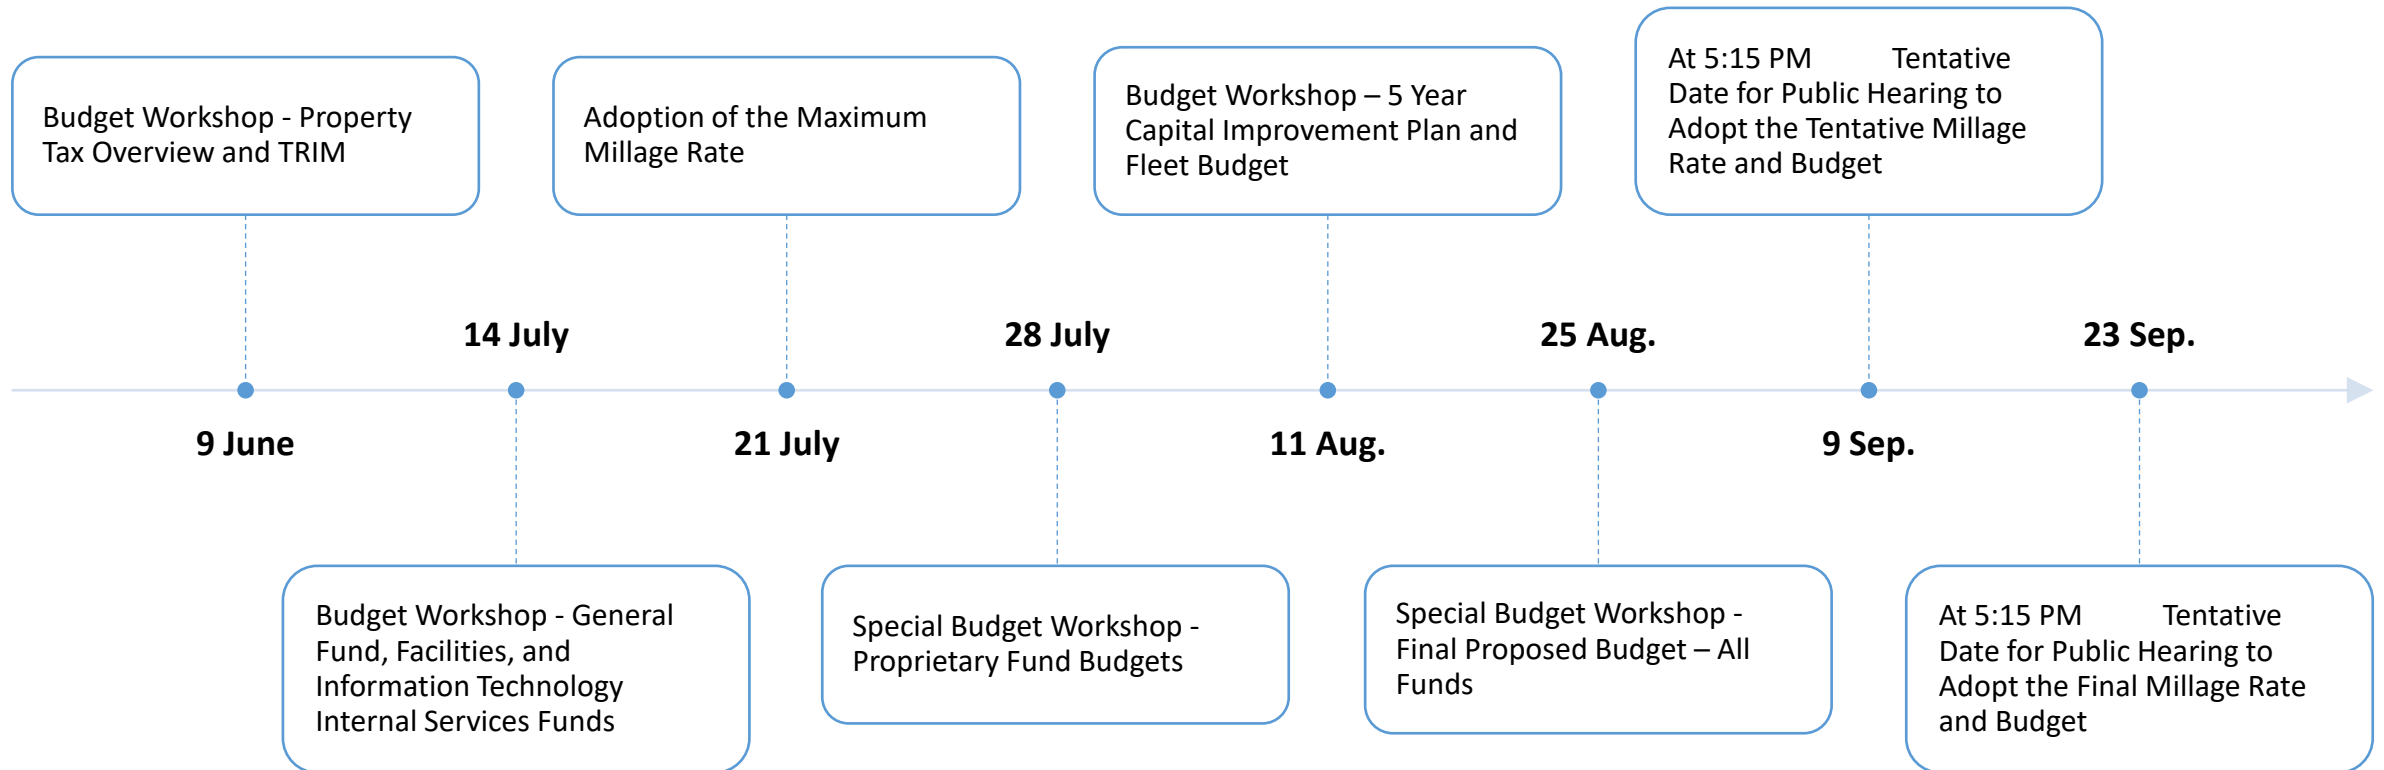 Budget Workshop - Property
Tax Overview and TRIM
Adoption of the Maximum
Millage Rate
Budget Workshop – 5 Year
Capital Improvement Plan and
Fleet Budget
At 5:15 PM Tentative
Date for Public Hearing to
Adopt the Tentative Millage
Rate and Budget
14 July
28 July
25 Aug.
23 Sep.
9 June
21 July
11 Aug.
9 Sep.
Budget Workshop - General
Fund, Facilities, and
Information Technology
Internal Services Funds
Special Budget Workshop -
Proprietary Fund Budgets
Special Budget Workshop -
Final Proposed Budget – All
Funds
At 5:15 PM Tentative
Date for Public Hearing to
Adopt the Final Millage Rate
and Budget